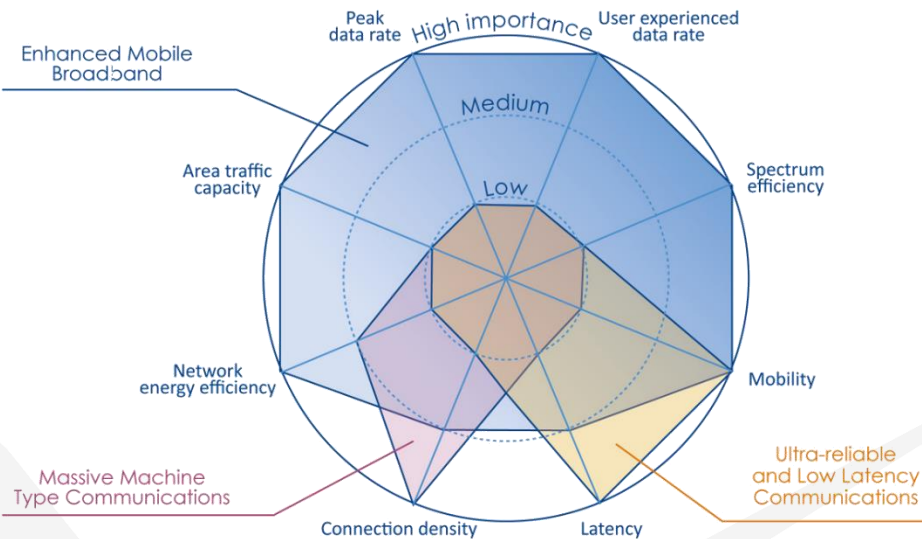 Peak
data rate
High importance
User experienced
data rate
Enhanced Mobile
Broadband
Medium
Area traffic
capacity
Low
Spectrum
efficiency
Network
energy efficiency
Mobility
Massive Machine
Type Communications
Ultra-reliable
and Low Latency
Communications
Connection density
Latency